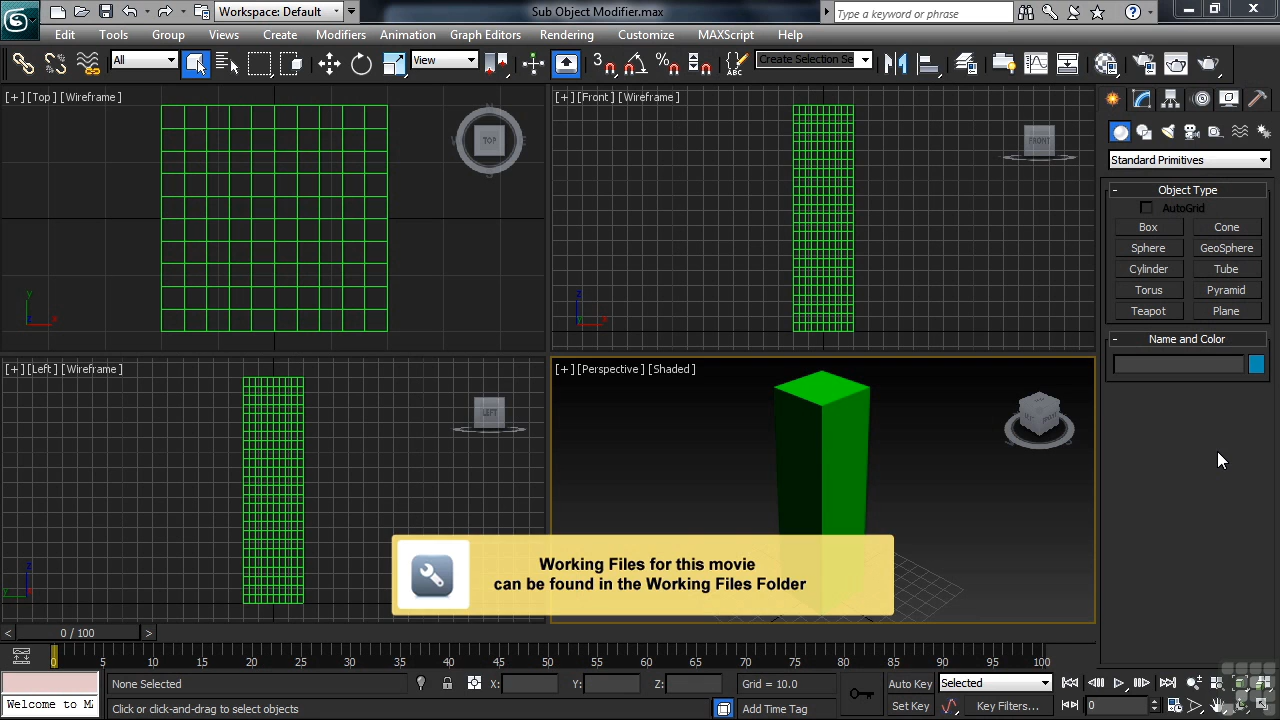 Workspace: Default
Sub Object Modifier.max
Type a keyword or phrase
Edit Tools Group Views Create Modifiers Animation Graph Editors Rendering Customize MAXScript Help
All
View
3
%
ABC
Create Selection Se
[+] [Top] [Wireframe]
TOP
[+] [Front] [Wireframe]
FRONT
Standard Primitives
- Object Type
AutoGrid
Box Cone
Sphere GeoSphere
Cylinder Tube
Torus Pyramid
Teapot Plane
- Name and Color
[+] [Left] [Wireframe]
LEFT
[+] [Perspective] [Shaded]
Working Files for this movie
can be found in the Working Files Folder
< 0 / 100 >
0 5 10 15 20 25 30 35 40 45 50 55 60 65 70 75 80 85 90 95 100
None Selected
X: Y: Z:
Grid = 10.0
Auto Key
Selected
Welcome to M
Click or click-and-drag to select objects
Add Time Tag
Set Key
Key Filters...
0